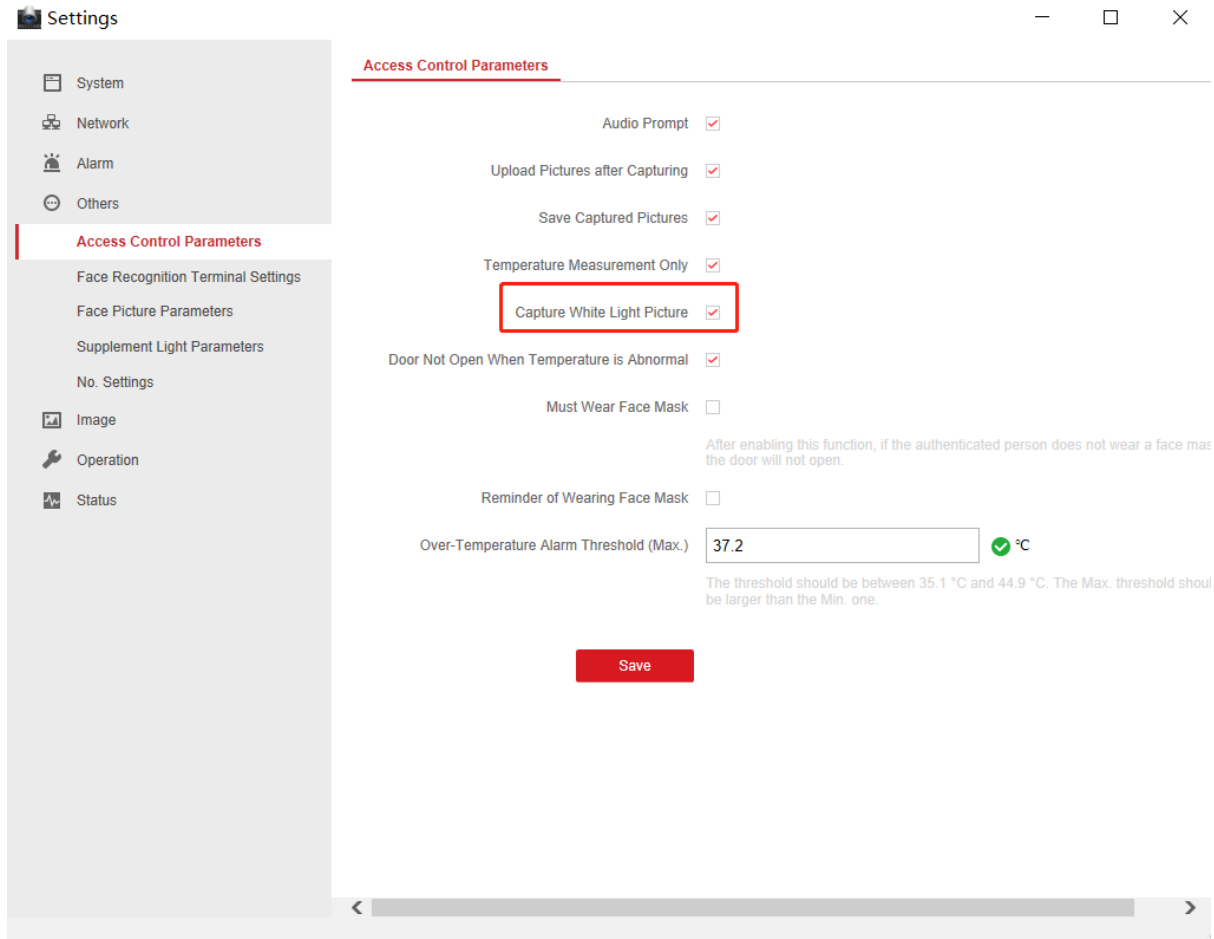 Settings
System
Network
Alarm
Others
Access Control Parameters
Face Recognition Terminal Settings
Face Picture Parameters
Supplement Light Parameters
No. Settings
Image
Operation
Status
Access Control Parameters
Audio Prompt
Upload Pictures after Capturing
Save Captured Pictures
Temperature Measurement Only
Capture White Light Picture
Door Not Open When Temperature is Abnormal
Must Wear Face Mask
After enabling this function, if the authenticated person does not wear a face mas
the door will not open.
Reminder of Wearing Face Mask
Over-Temperature Alarm Threshold (Max.) 37.2 °C
The threshold should be between 35.1 °C and 44.9 °C. The Max. threshold shoul
be larger than the Min. one.
Save